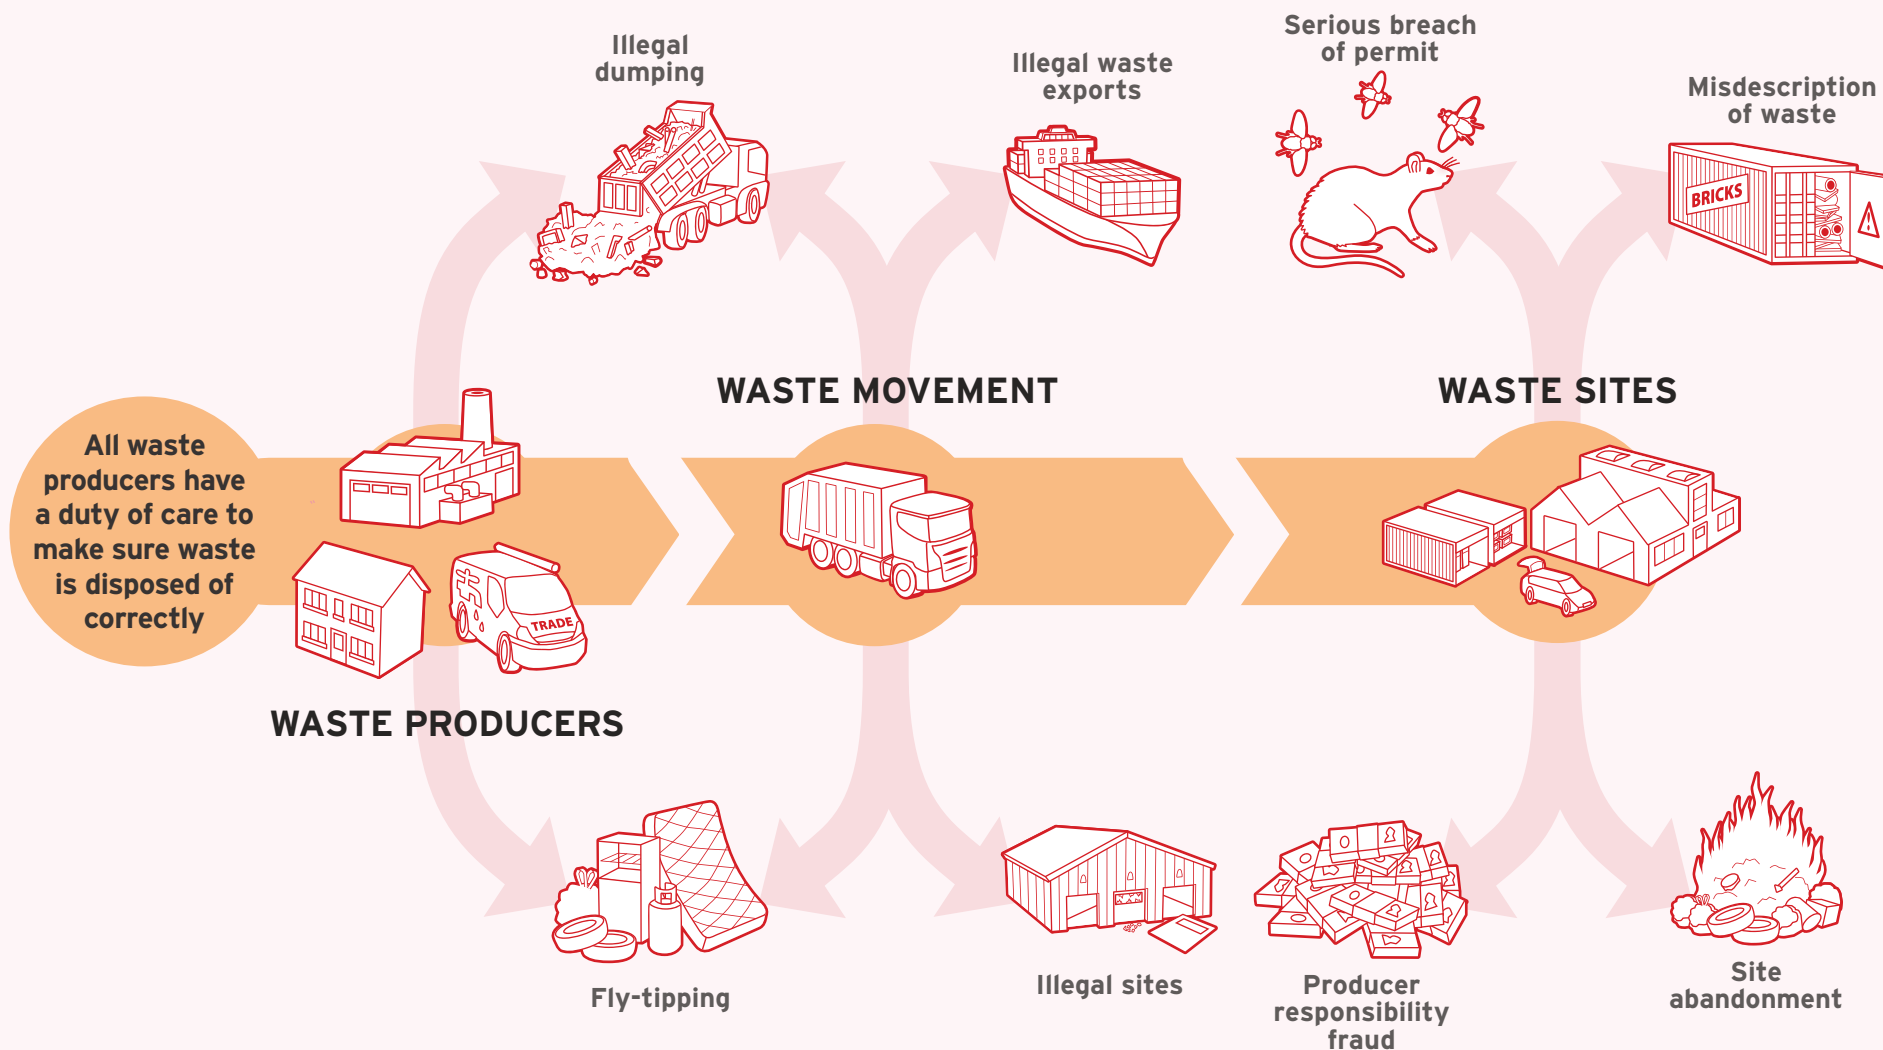 Illegal
dumping
Illegal waste
exports
Serious breach
of permit
Misdescription
of waste
BRICKS
WASTE MOVEMENT
WASTE SITES
All waste
producers have
a duty of care to
make sure waste
is disposed of
correctly
TRADE
WASTE PRODUCERS
Fly-tipping
Illegal sites
Producer
responsibility
fraud
Site
abandonment